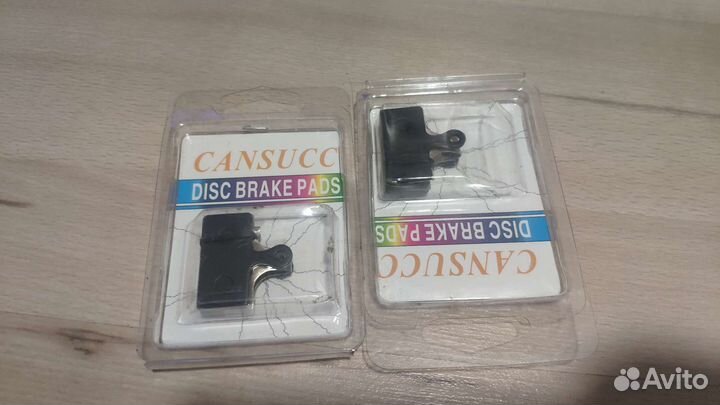 CANSUCC
DISC BRAKE PADS
DISC BRAKE PADS
CANSUCC
Avito